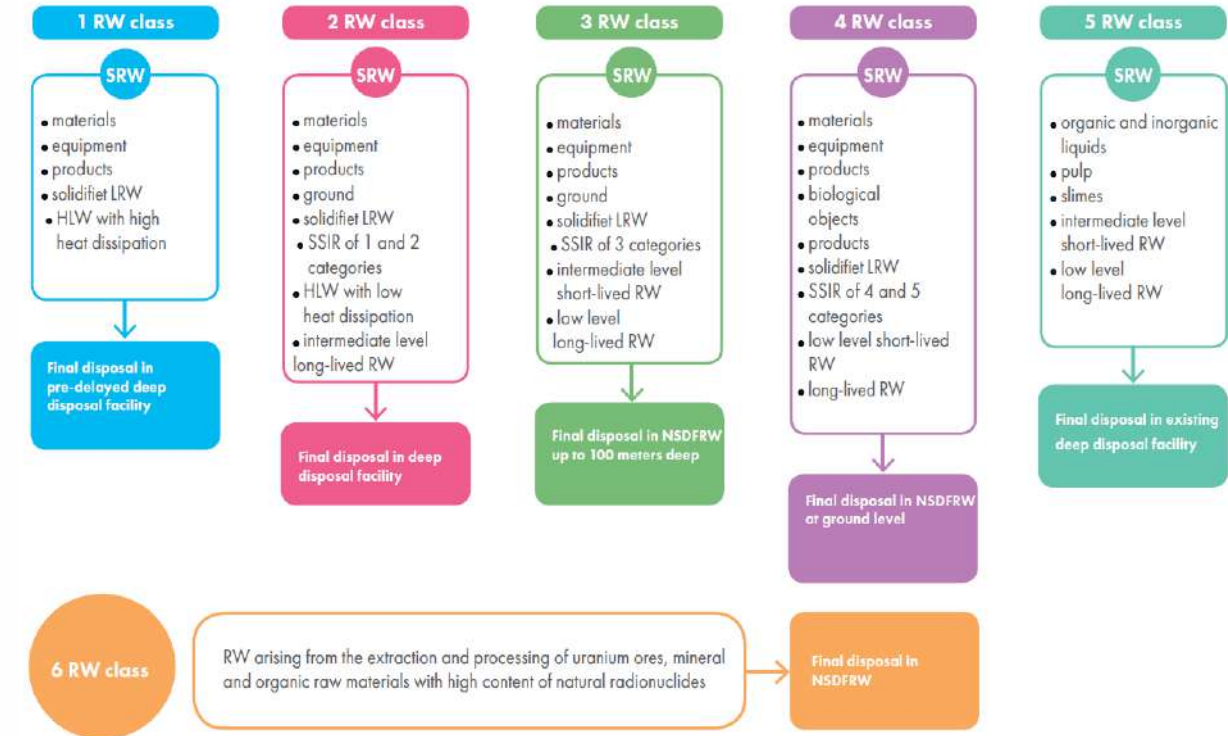 1 RW class
SRW
• materials
• equipment
• products
• solidifiet LRW
• HLW with high
heat dissipation
Final disposal in
pre-delayed deep
disposal facility
2 RW class
SRW
• materials
• equipment
• products
• ground
• solidifiet LRW
• SSIR of 1 and 2
categories
• HLW with low
heat dissipation
• intermediate level
long-lived RW
Final disposal in deep
disposal facility
3 RW class
SRW
• materials
• equipment
• products
• ground
• solidifiet LRW
• SSIR of 3 categories
• intermediate level
short-lived RW
• low level
long-lived RW
Final disposal in NSDFRW
up to 100 meters deep
4 RW class
SRW
• materials
• equipment
• products
• biological
objects
• products
• solidifiet LRW
• SSIR of 4 and 5
categories
• low level short-lived
RW
• long-lived RW
Final disposal in NSDFRW
at ground level
5 RW class
SRW
• organic and inorganic
liquids
• pulp
• slimes
• intermediate level
short-lived RW
• low level
long-lived RW
Final disposal in existing
deep disposal facility
6 RW class
RW arising from the extraction and processing of uranium ores, mineral
and organic raw materials with high content of natural radionuclides
Final disposal in
NSDFRW